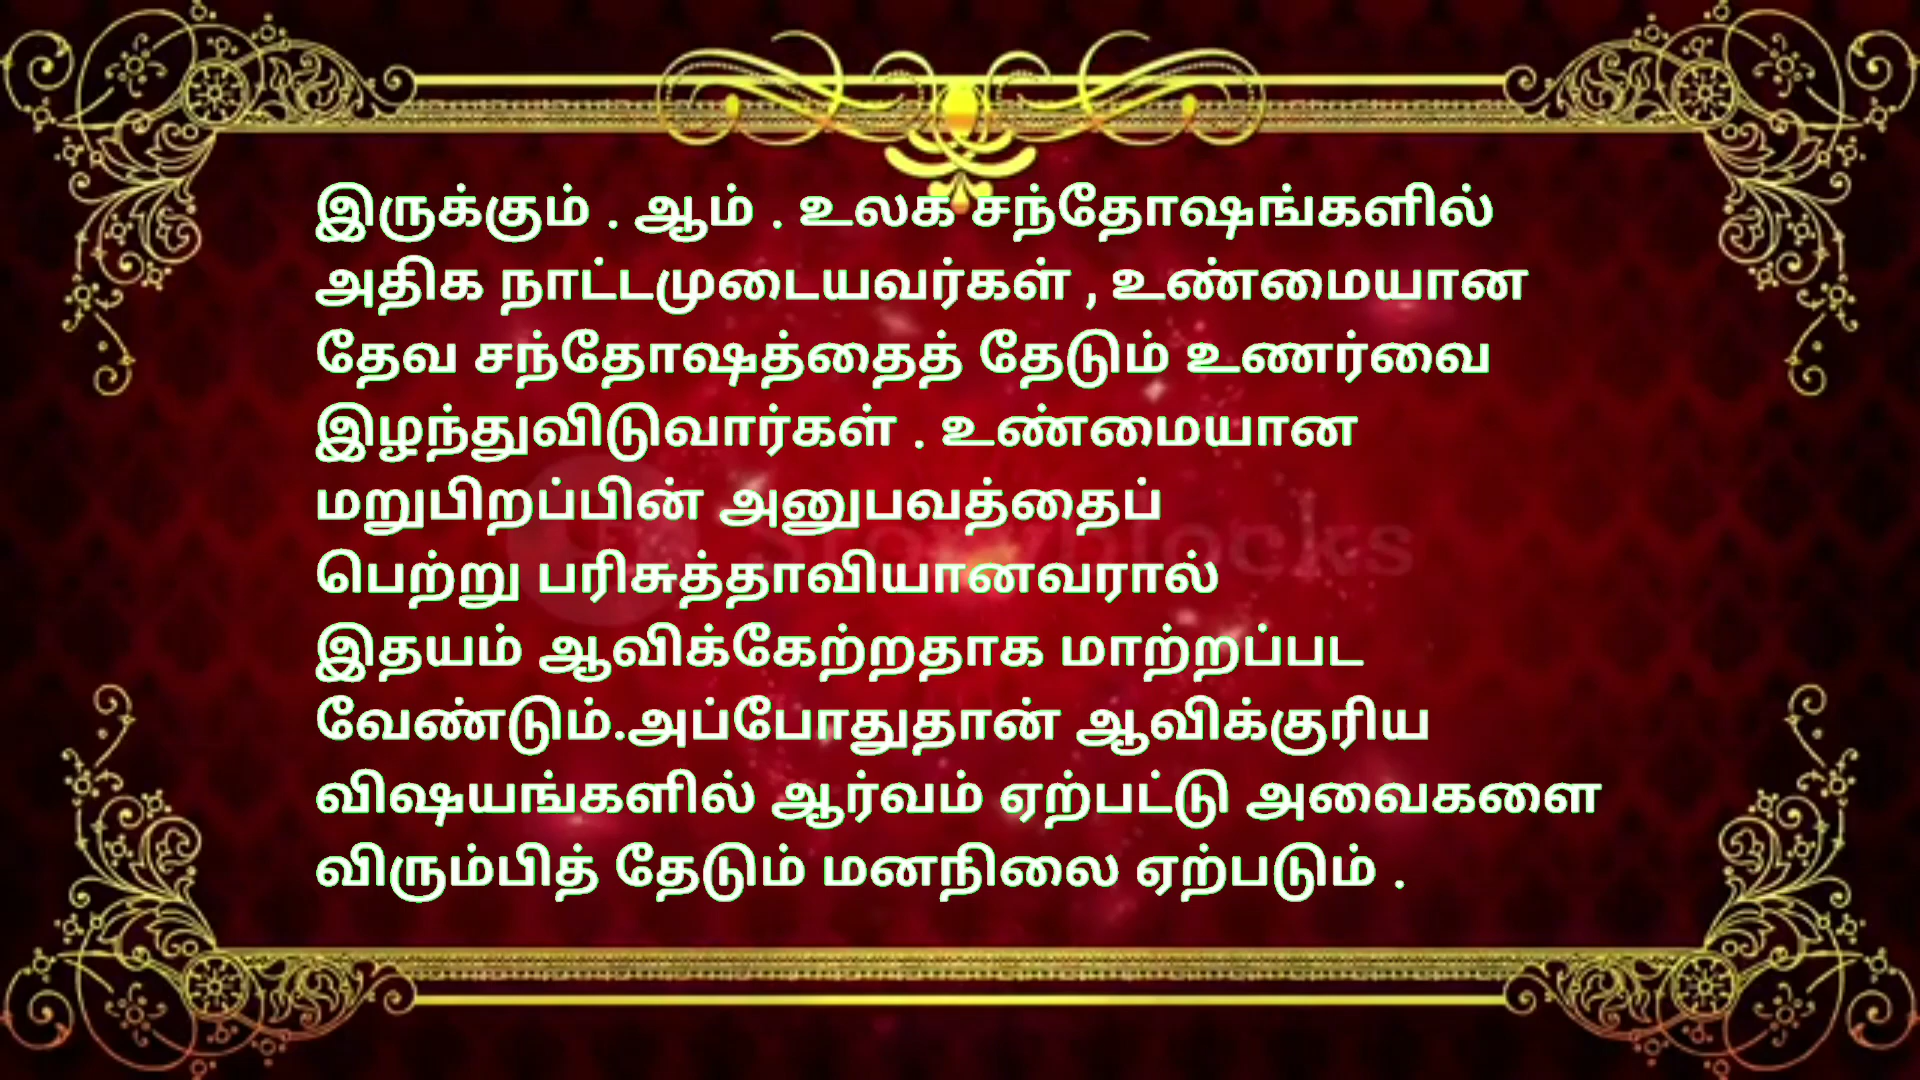 இருக்கும் . ஆம் . உலக சந்தோஷங்களில்
அதிக நாட்டமுடையவர்கள் , உண்மையான
தேவ சந்தோஷத்தைத் தேடும் உணர்வை
இழந்துவிடுவார்கள் . உண்மையான
மறுபிறப்பின் அனுபவத்தைப்
பெற்று பரிசுத்தாவியானவரால்
இதயம் ஆவிக்கேற்றதாக மாற்றப்பட
வேண்டும்.அப்போதுதான் ஆவிக்குரிய
விஷயங்களில் ஆர்வம் ஏற்பட்டு அவைகளை
விரும்பித் தேடும் மனநிலை ஏற்படும் .
Storyblocks